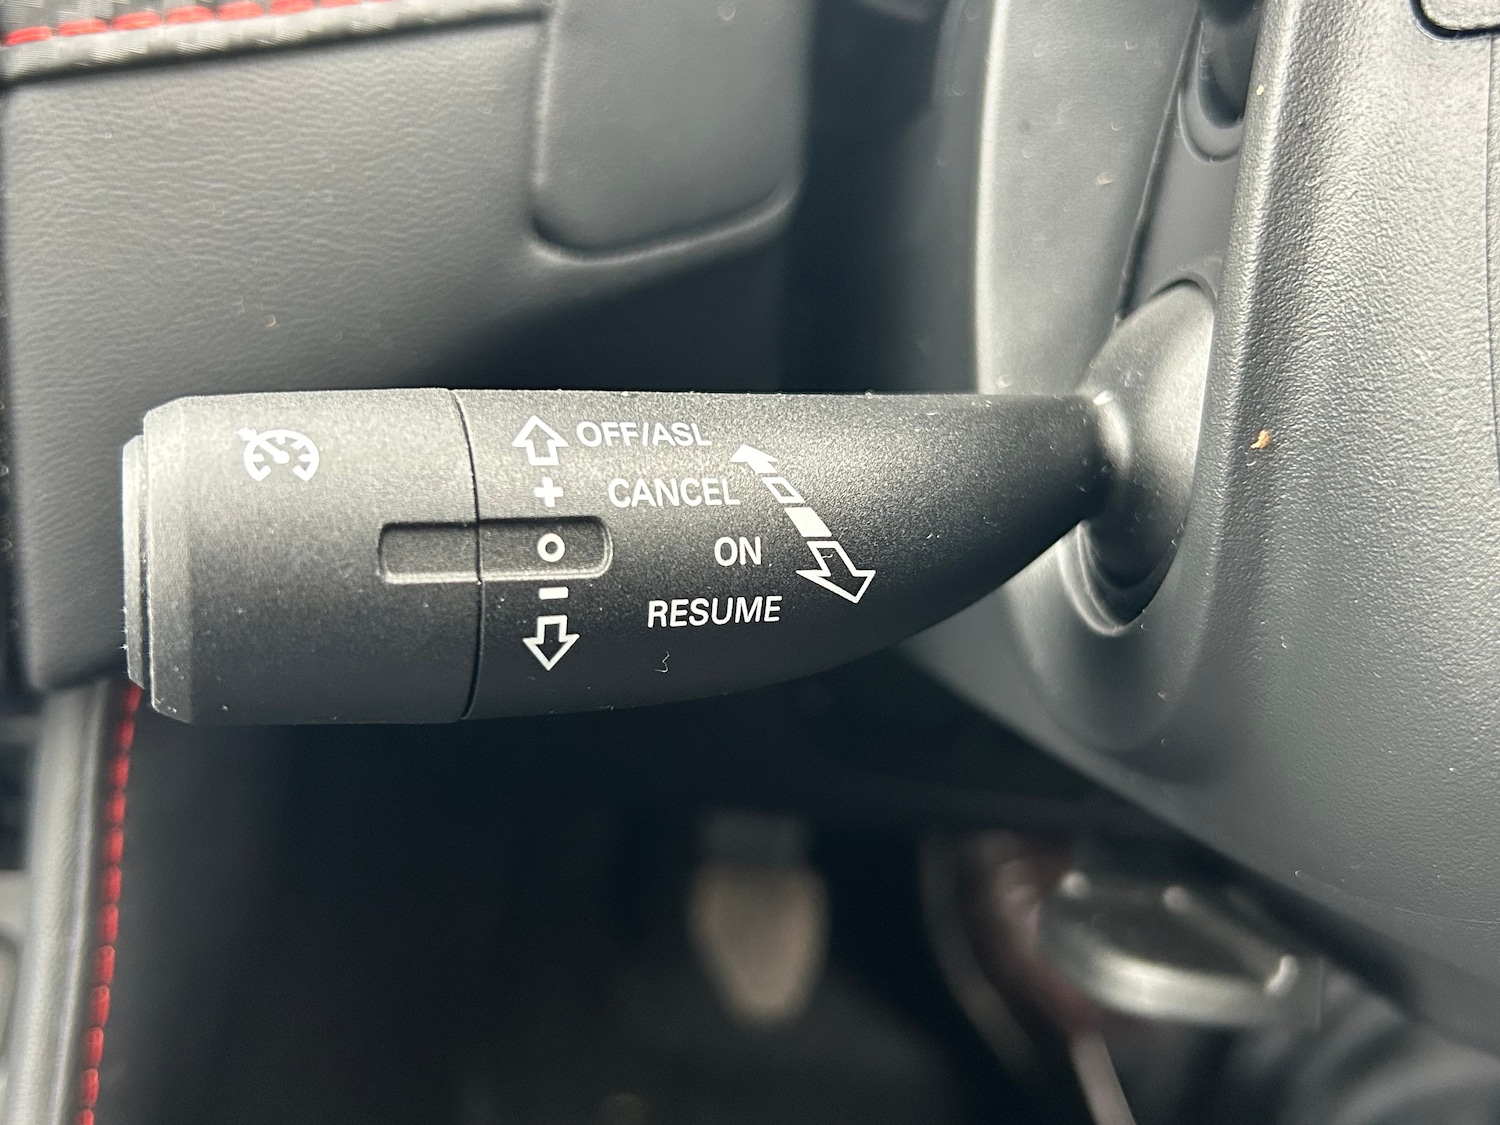 OFF/ASL
+ CANCEL
O ON
– RESUME